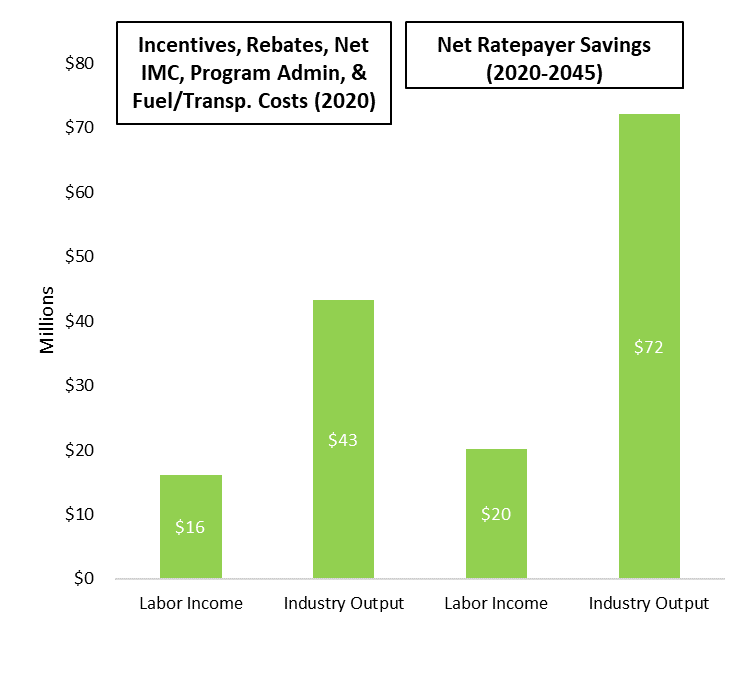 Incentives, Rebates, Net
IMC, Program Admin, &
Fuel/Transp. Costs (2020)
Net Ratepayer Savings
(2020-2045)
$80
$70
$60
$50
$40
$30
$20
$10
$0
Millions
$16
$43
$20
$72
Labor Income
Industry Output
Labor Income
Industry Output